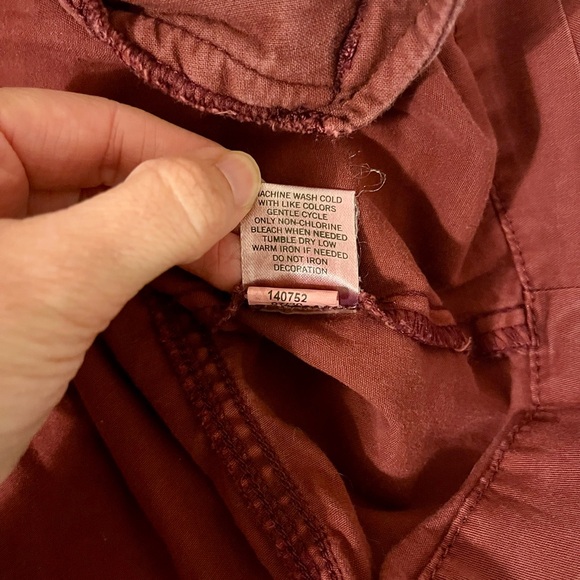 MACHINE WASH COLD
WITH LIKE COLORS
GENTLE CYCLE
ONLY NON-CHLORINE
BLEACH WHEN NEEDED
TUMBLE DRY LOW
WARM IRON IF NEEDED
DO NOT IRON
DECORATION
140752